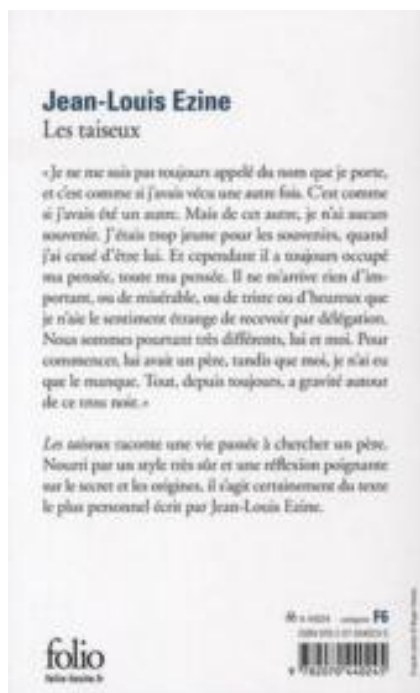 Jean-Louis Ezine
Les taiseux
«Je ne me suis pas toujours appelé du nom que je porte,
et c'est comme si j'avais vécu une autre fois. C'est comme
si j'avais été un autre. Mais de cet autre, je n'ai aucun
souvenir. J'étais trop jeune pour les souvenirs, quand
j'ai cessé d'être lui. Et cependant il a toujours occupé
ma pensée, toute ma pensée. Il ne m'arrive rien d'im-
portant, ou de misérable, ou de triste ou d'heureux que
je n'aie le sentiment étrange de recevoir par délégation.
Nous sommes pourtant très différents, lui et moi. Pour
commencer, lui avait un père, tandis que moi, je n'ai eu
que le manque. Tout, depuis toujours, a gravité autour
de ce trou noir.»
Les taiseux raconte une vie passée à chercher un père.
Nourri par un style très sûr et une réflexion poignante
sur le secret et les origines, il s'agit certainement du texte
le plus personnel écrit par Jean-Louis Ezine.
F6
folio
folio-lesite.fr
9 782070 440245